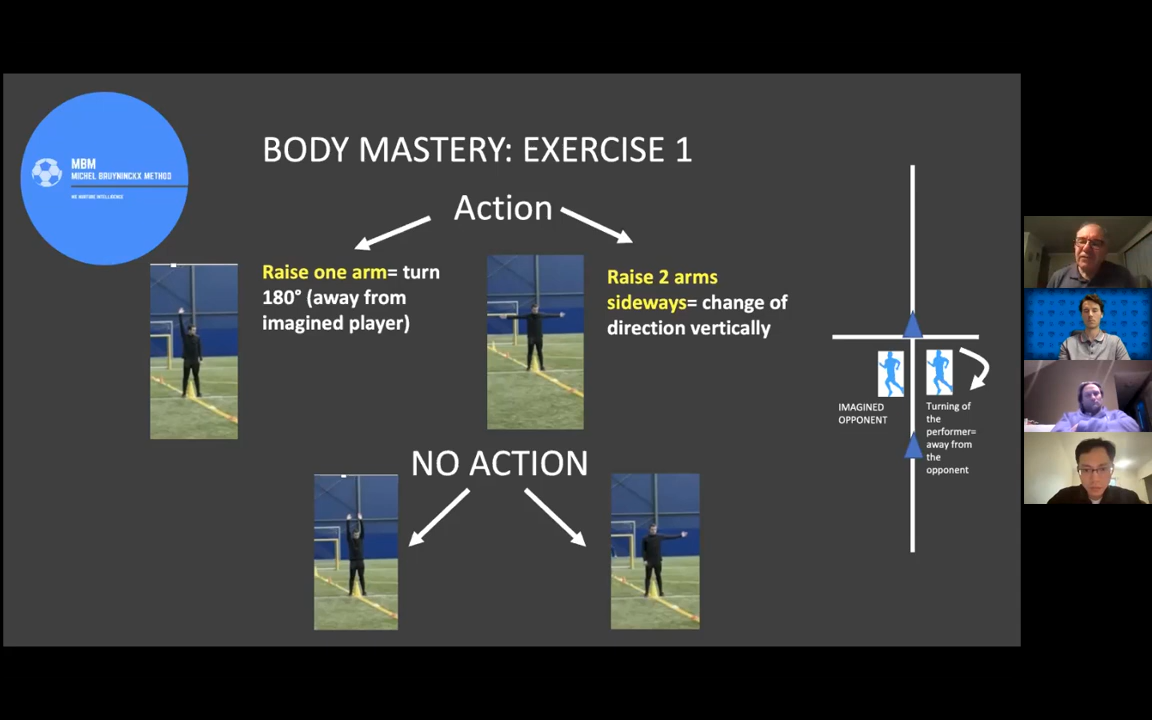 MBM
MICHEL BRUYNINCKX METHOD
BODY MASTERY: EXERCISE 1
Action
Raise one arm= turn
180° (away from
imagined player)
Raise 2 arms
sideways= change of
direction vertically
IMAGINED
OPPONENT
Turning of
the
performer=
away from
the
opponent
NO ACTION